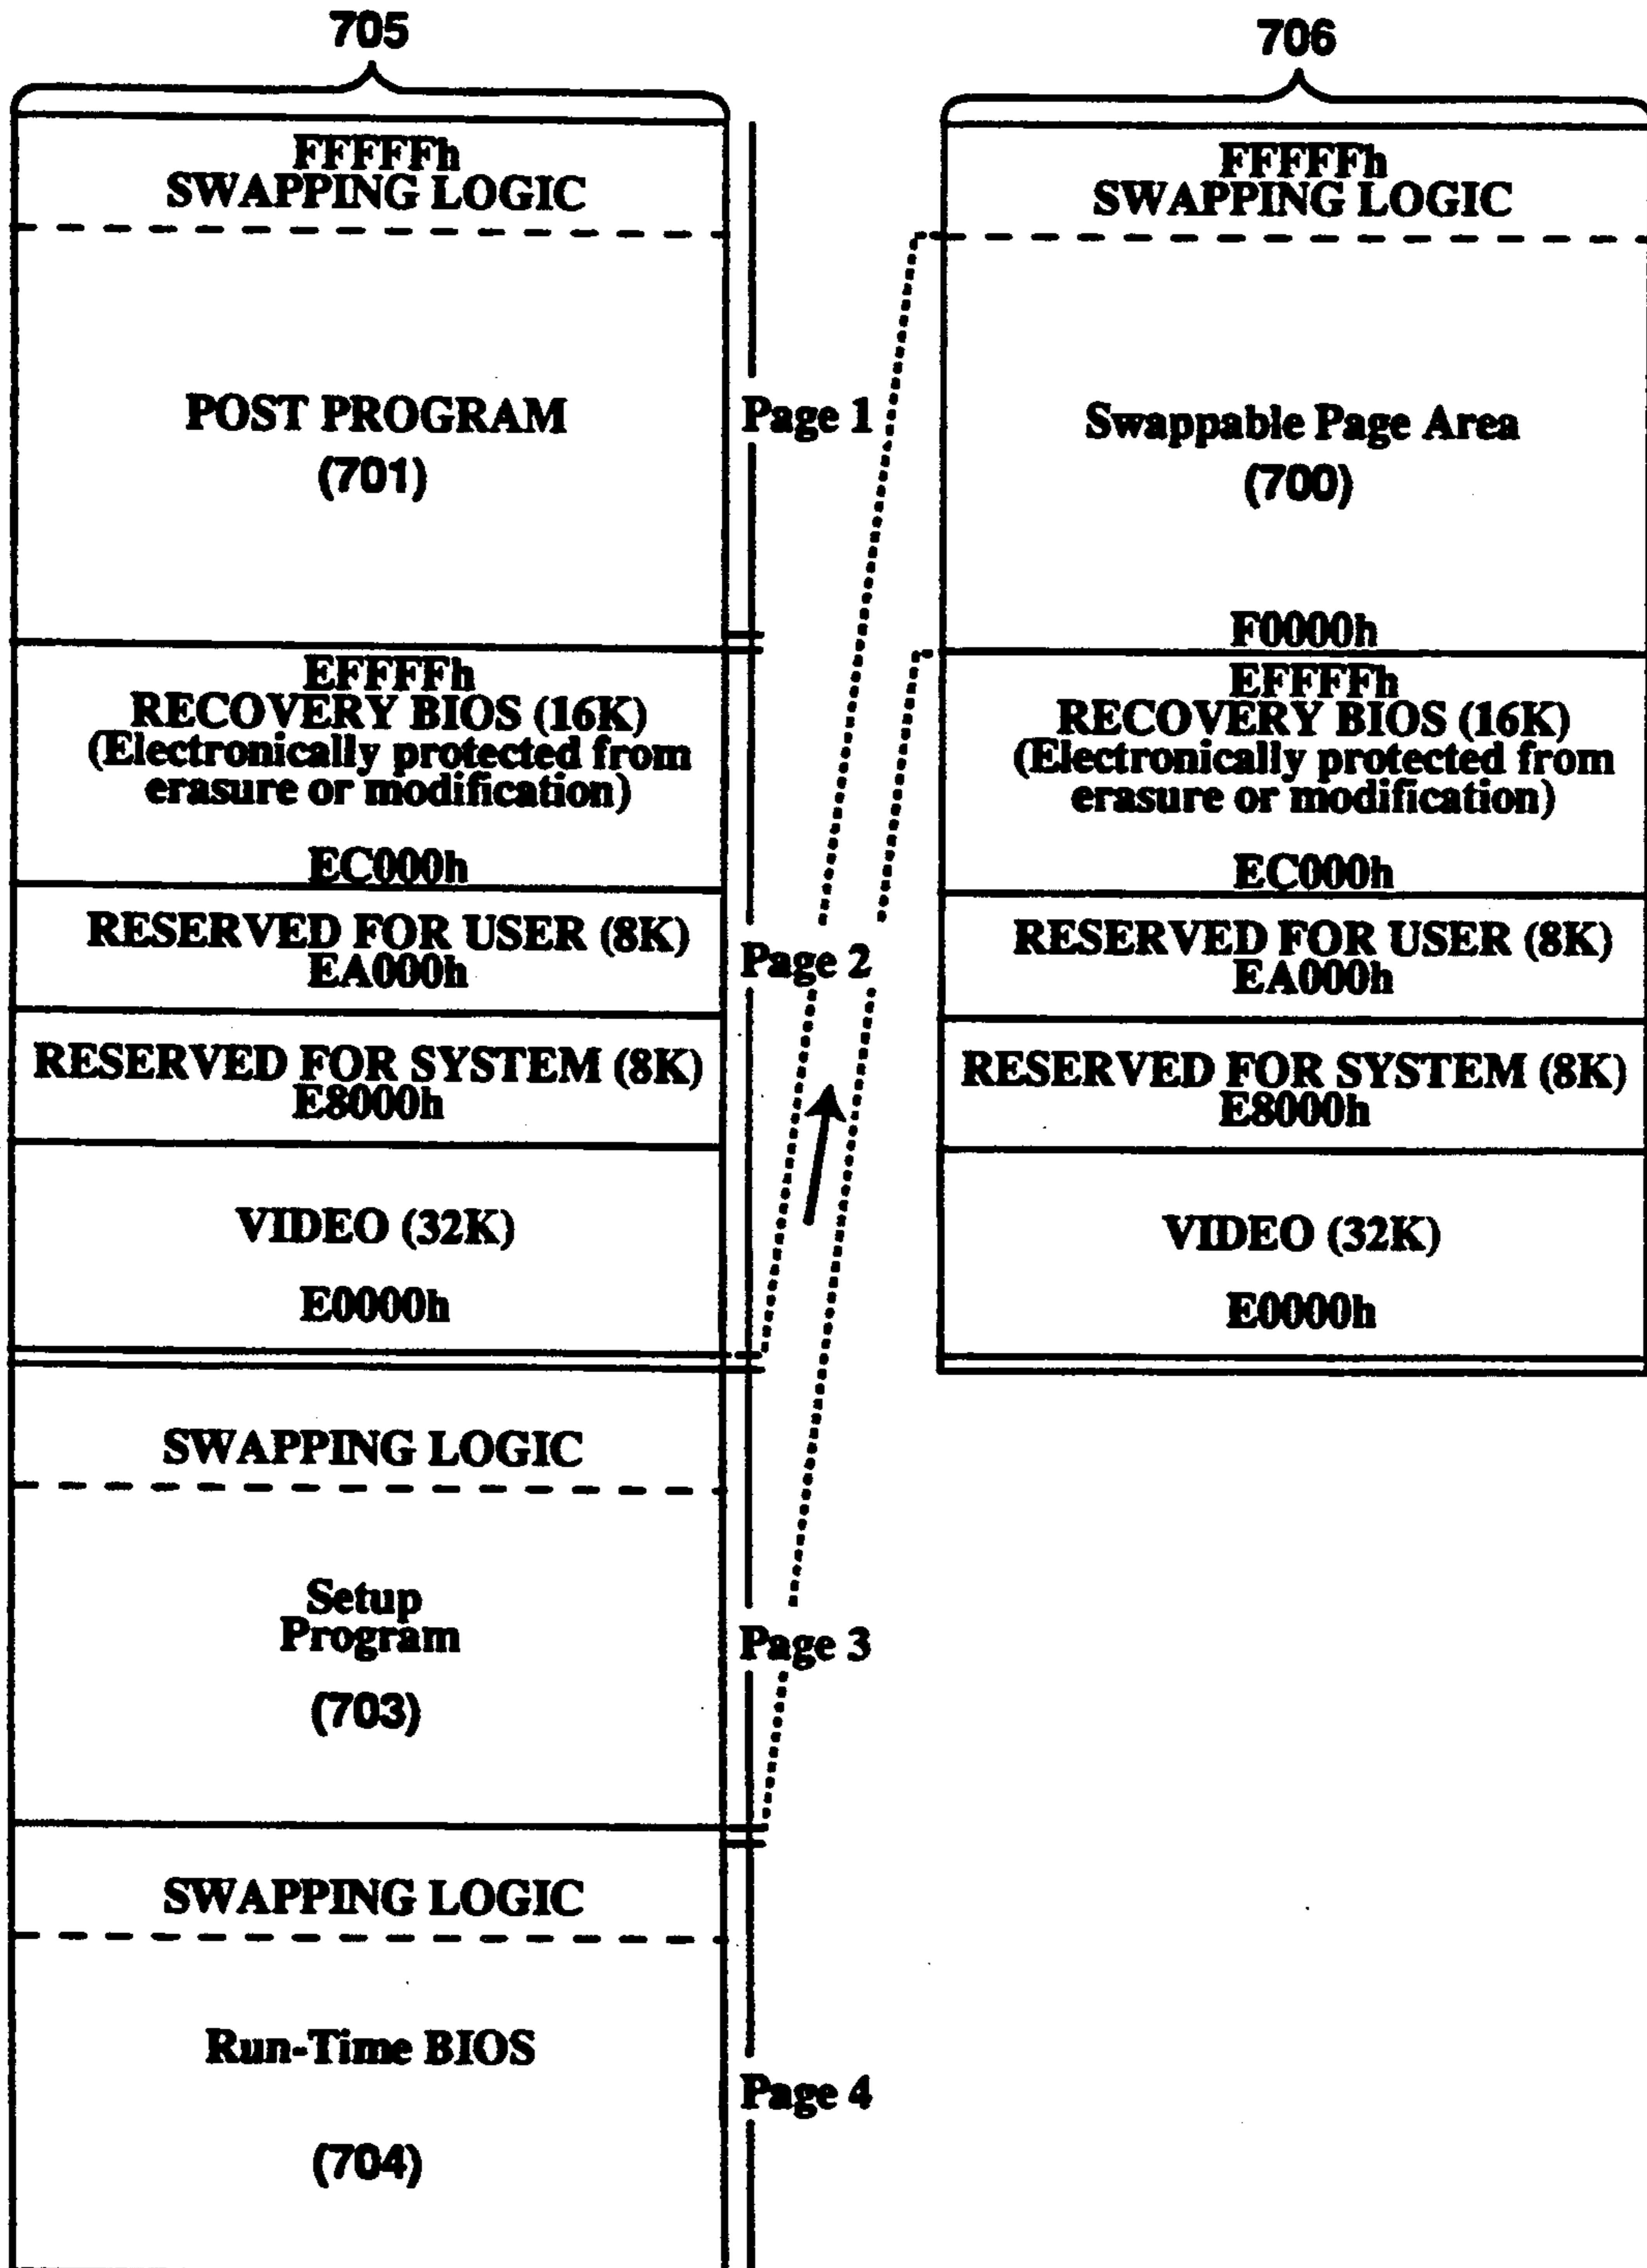 705
FFFFFh
SWAPPING LOGIC
POST PROGRAM
(701)
Page 1
EFFFFh
RECOVERY BIOS (16K)
(Electronically protected from
erasure or modification)
EC000h
RESERVED FOR USER (8K)
EA000h
Page 2
RESERVED FOR SYSTEM (8K)
E8000h
VIDEO (32K)
E0000h
SWAPPING LOGIC
Setup
Program
(703)
Page 3
SWAPPING LOGIC
Run-Time BIOS
(704)
Page 4
706
FFFFFh
SWAPPING LOGIC
Swappable Page Area
(700)
F0000h
EFFFFh
RECOVERY BIOS (16K)
(Electronically protected from
erasure or modification)
EC000h
RESERVED FOR USER (8K)
EA000h
RESERVED FOR SYSTEM (8K)
E8000h
VIDEO (32K)
E0000h